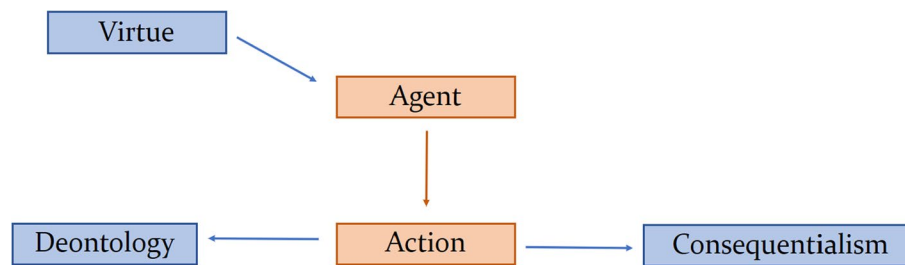 Virtue
Agent
Deontology
Action
Consequentialism